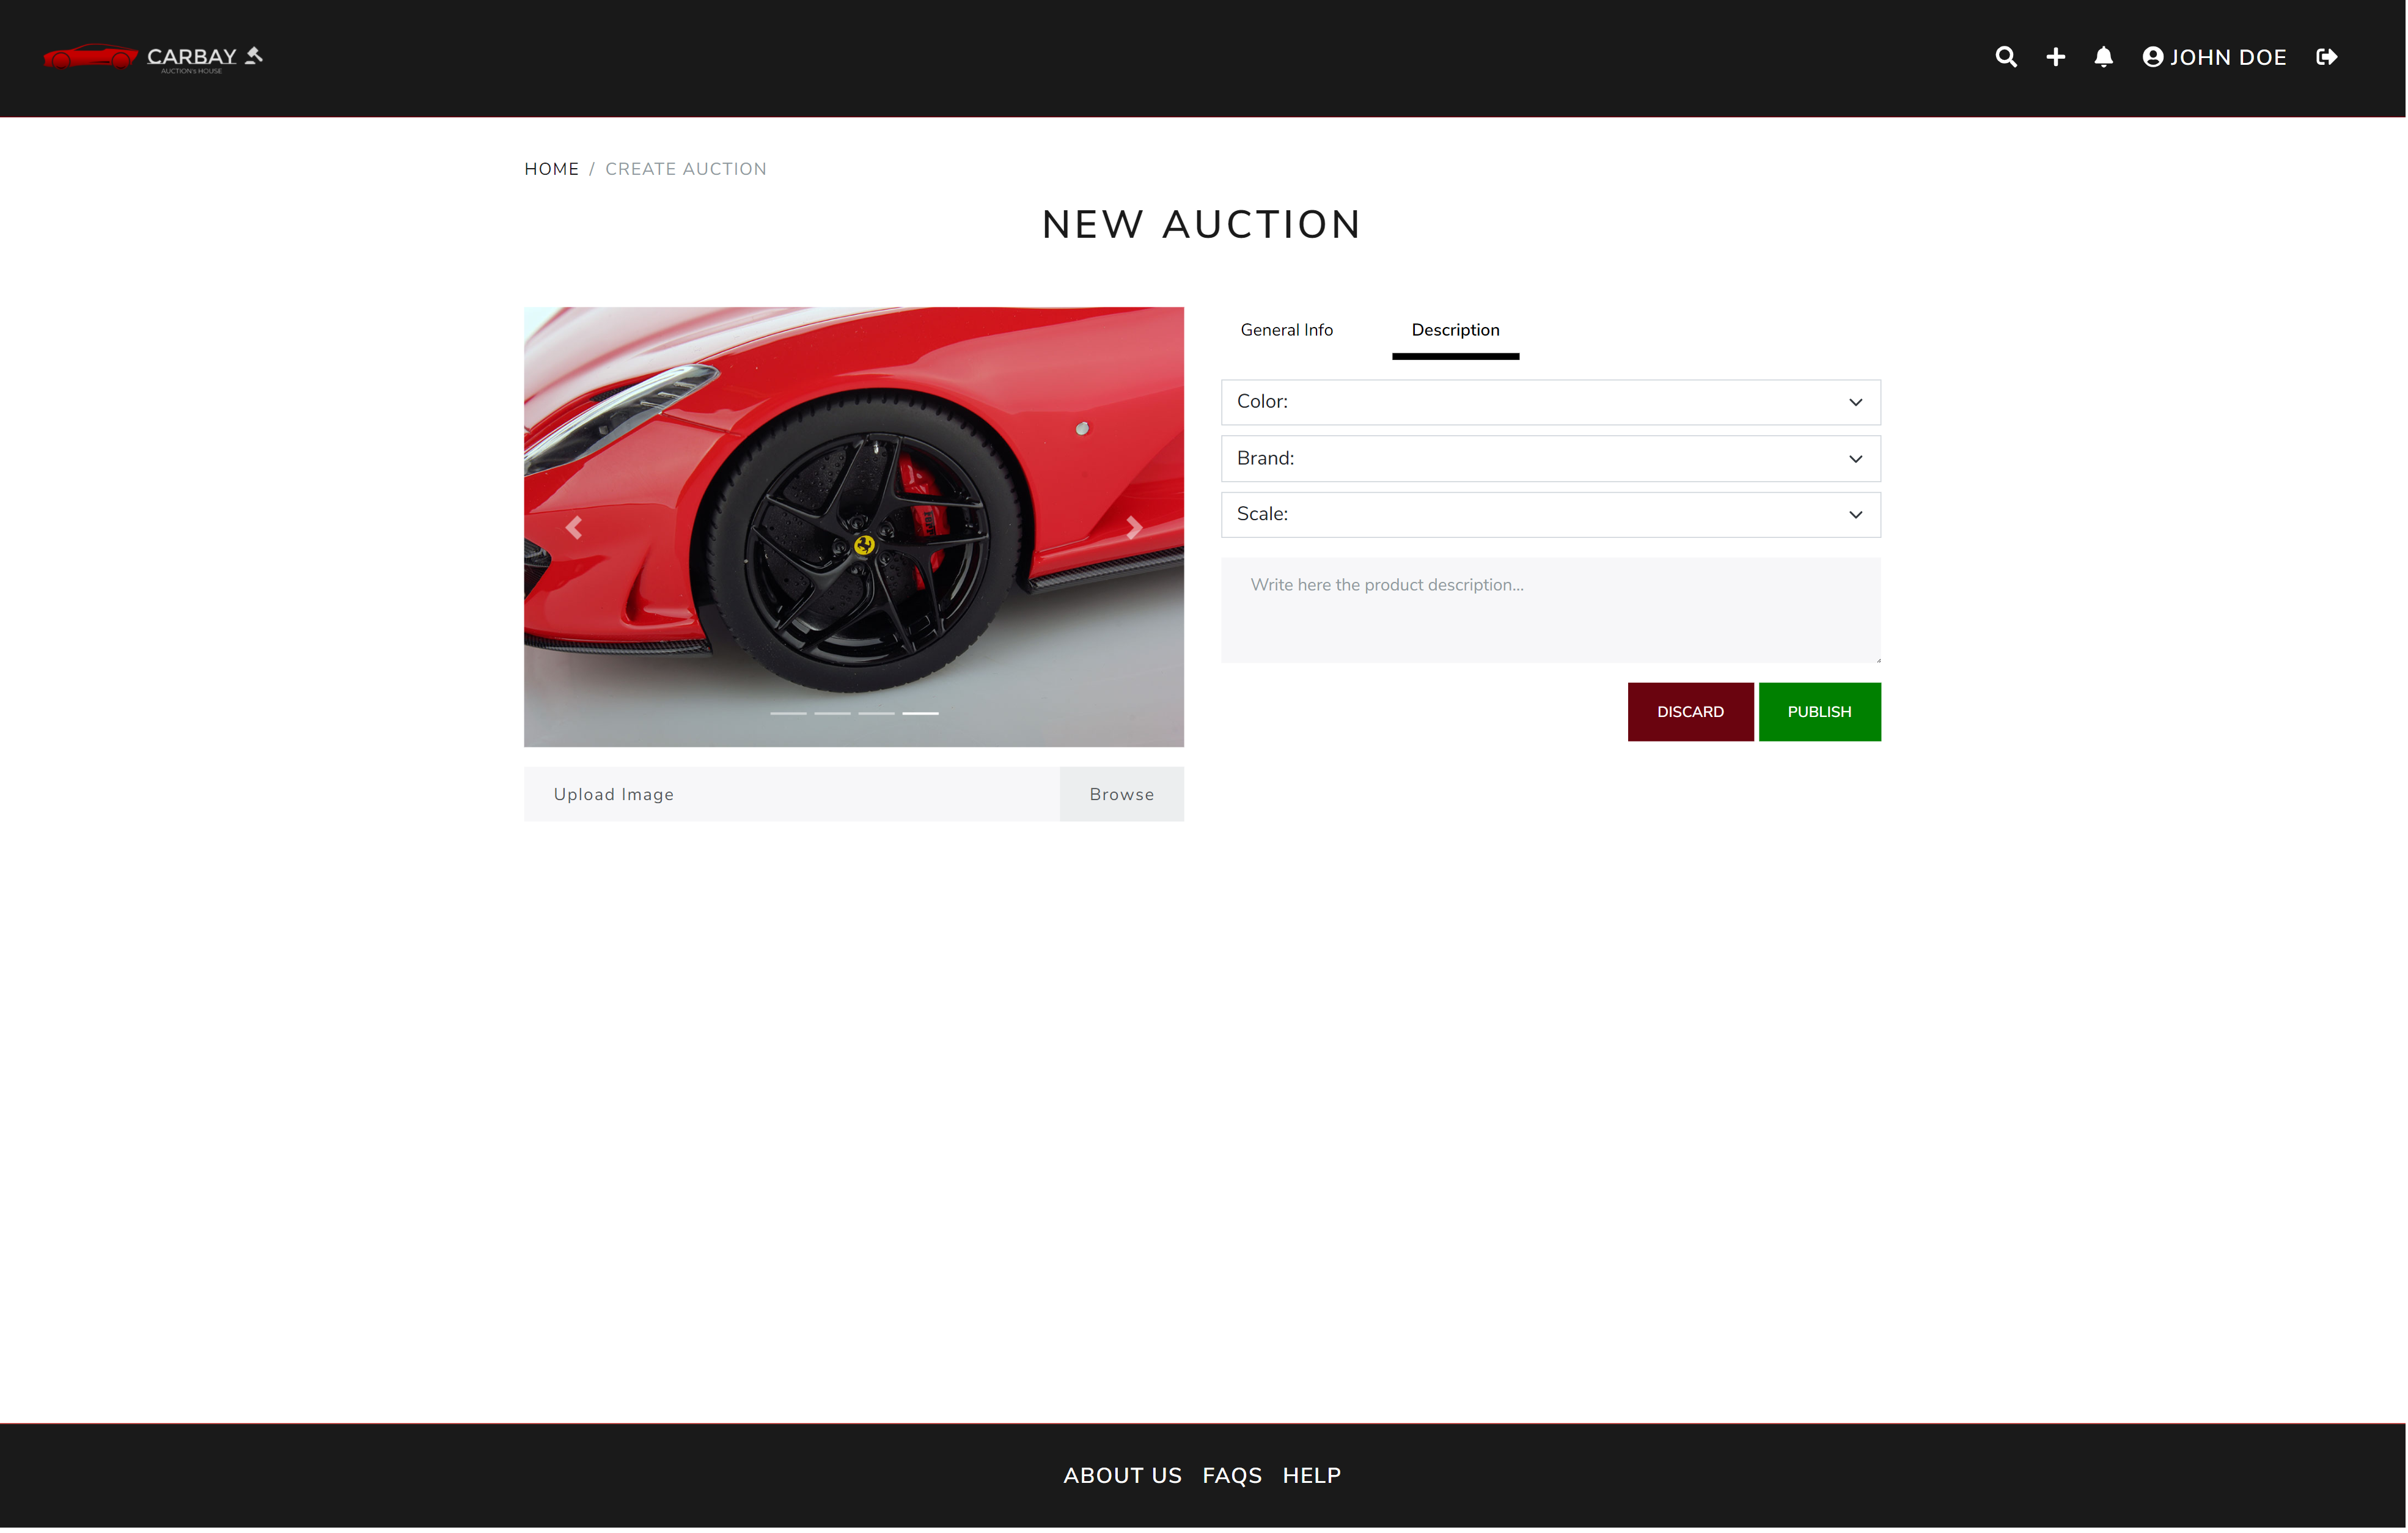 CARBAY
AUCTION's HOUSE
JOHN DOE
HOME / CREATE AUCTION
NEW AUCTION
General Info
Description
Color:
Brand:
Scale:
Write here the product description...
DISCARD
PUBLISH
Upload Image
Browse
ABOUT US
FAQS
HELP